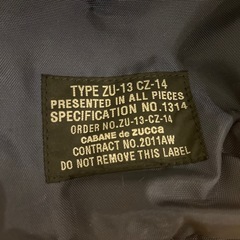 TYPE ZU-13 CZ-14
PRESENTED IN ALL PIECES
SPECIFICATION NO.1314
ORDER NO.ZU-13-CZ-14
CABANE de ZUCCa
CONTRACT NO.2011AW
DO NOT REMOVE THIS LABEL